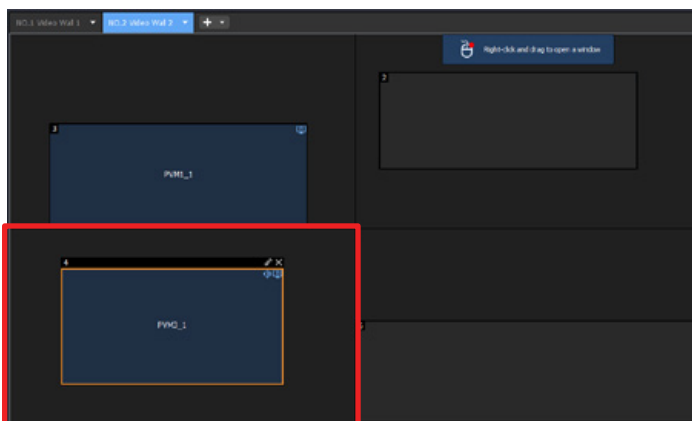 NO.1 Video Wall 1
NO.2 Video Wall 2
Right-click and drag to open a window
2
3
PVM1_1
4
PVM2_1